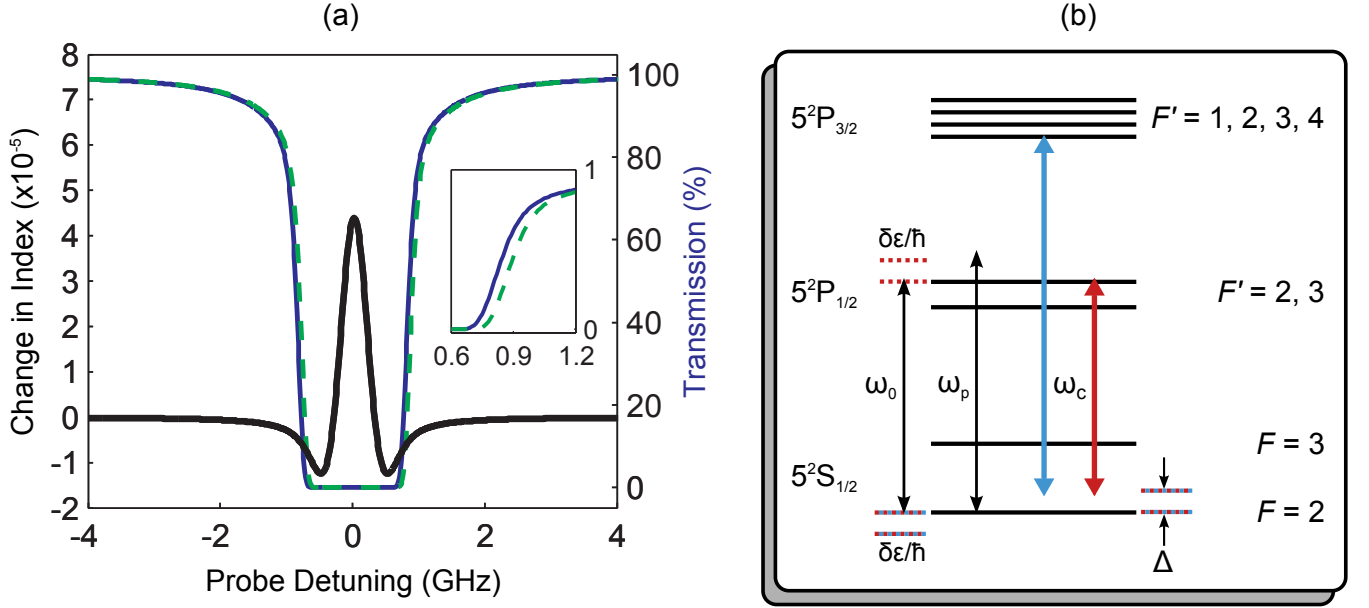 (a)
Change in Index (x10⁻⁵)
8
7
6
5
4
3
2
1
0
-1
-2
-4
-2
0
2
4
Probe Detuning (GHz)
100
80
60
40
20
0
Transmission (%)
1
0
0.6 0.9 1.2
(b)
5²P₃/₂ F′ = 1, 2, 3, 4
δε/ħ
5²P₁/₂ F′ = 2, 3
ω₀ ωₚ ω꜀
F = 3
5²S₁/₂
F = 2
δε/ħ
Δ